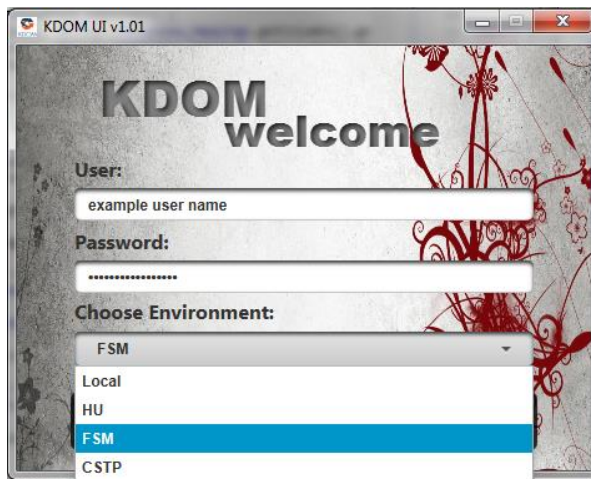 KDOM UI v1.01
KDOM
welcome
User:
example user name
Password:
•••••••••••••••••
Choose Environment:
FSM
Local
HU
FSM
CSTP